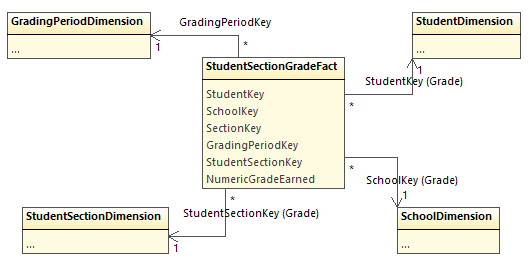 GradingPeriodDimension
...
GradingPeriodKey
1
*
StudentDimension
...
StudentKey (Grade)
1
*
StudentSectionGradeFact
StudentKey
SchoolKey
SectionKey
GradingPeriodKey
StudentSectionKey
NumericGradeEarned
*
SchoolKey (Grade)
1
*
StudentSectionKey (Grade)
1
StudentSectionDimension
...
SchoolDimension
...